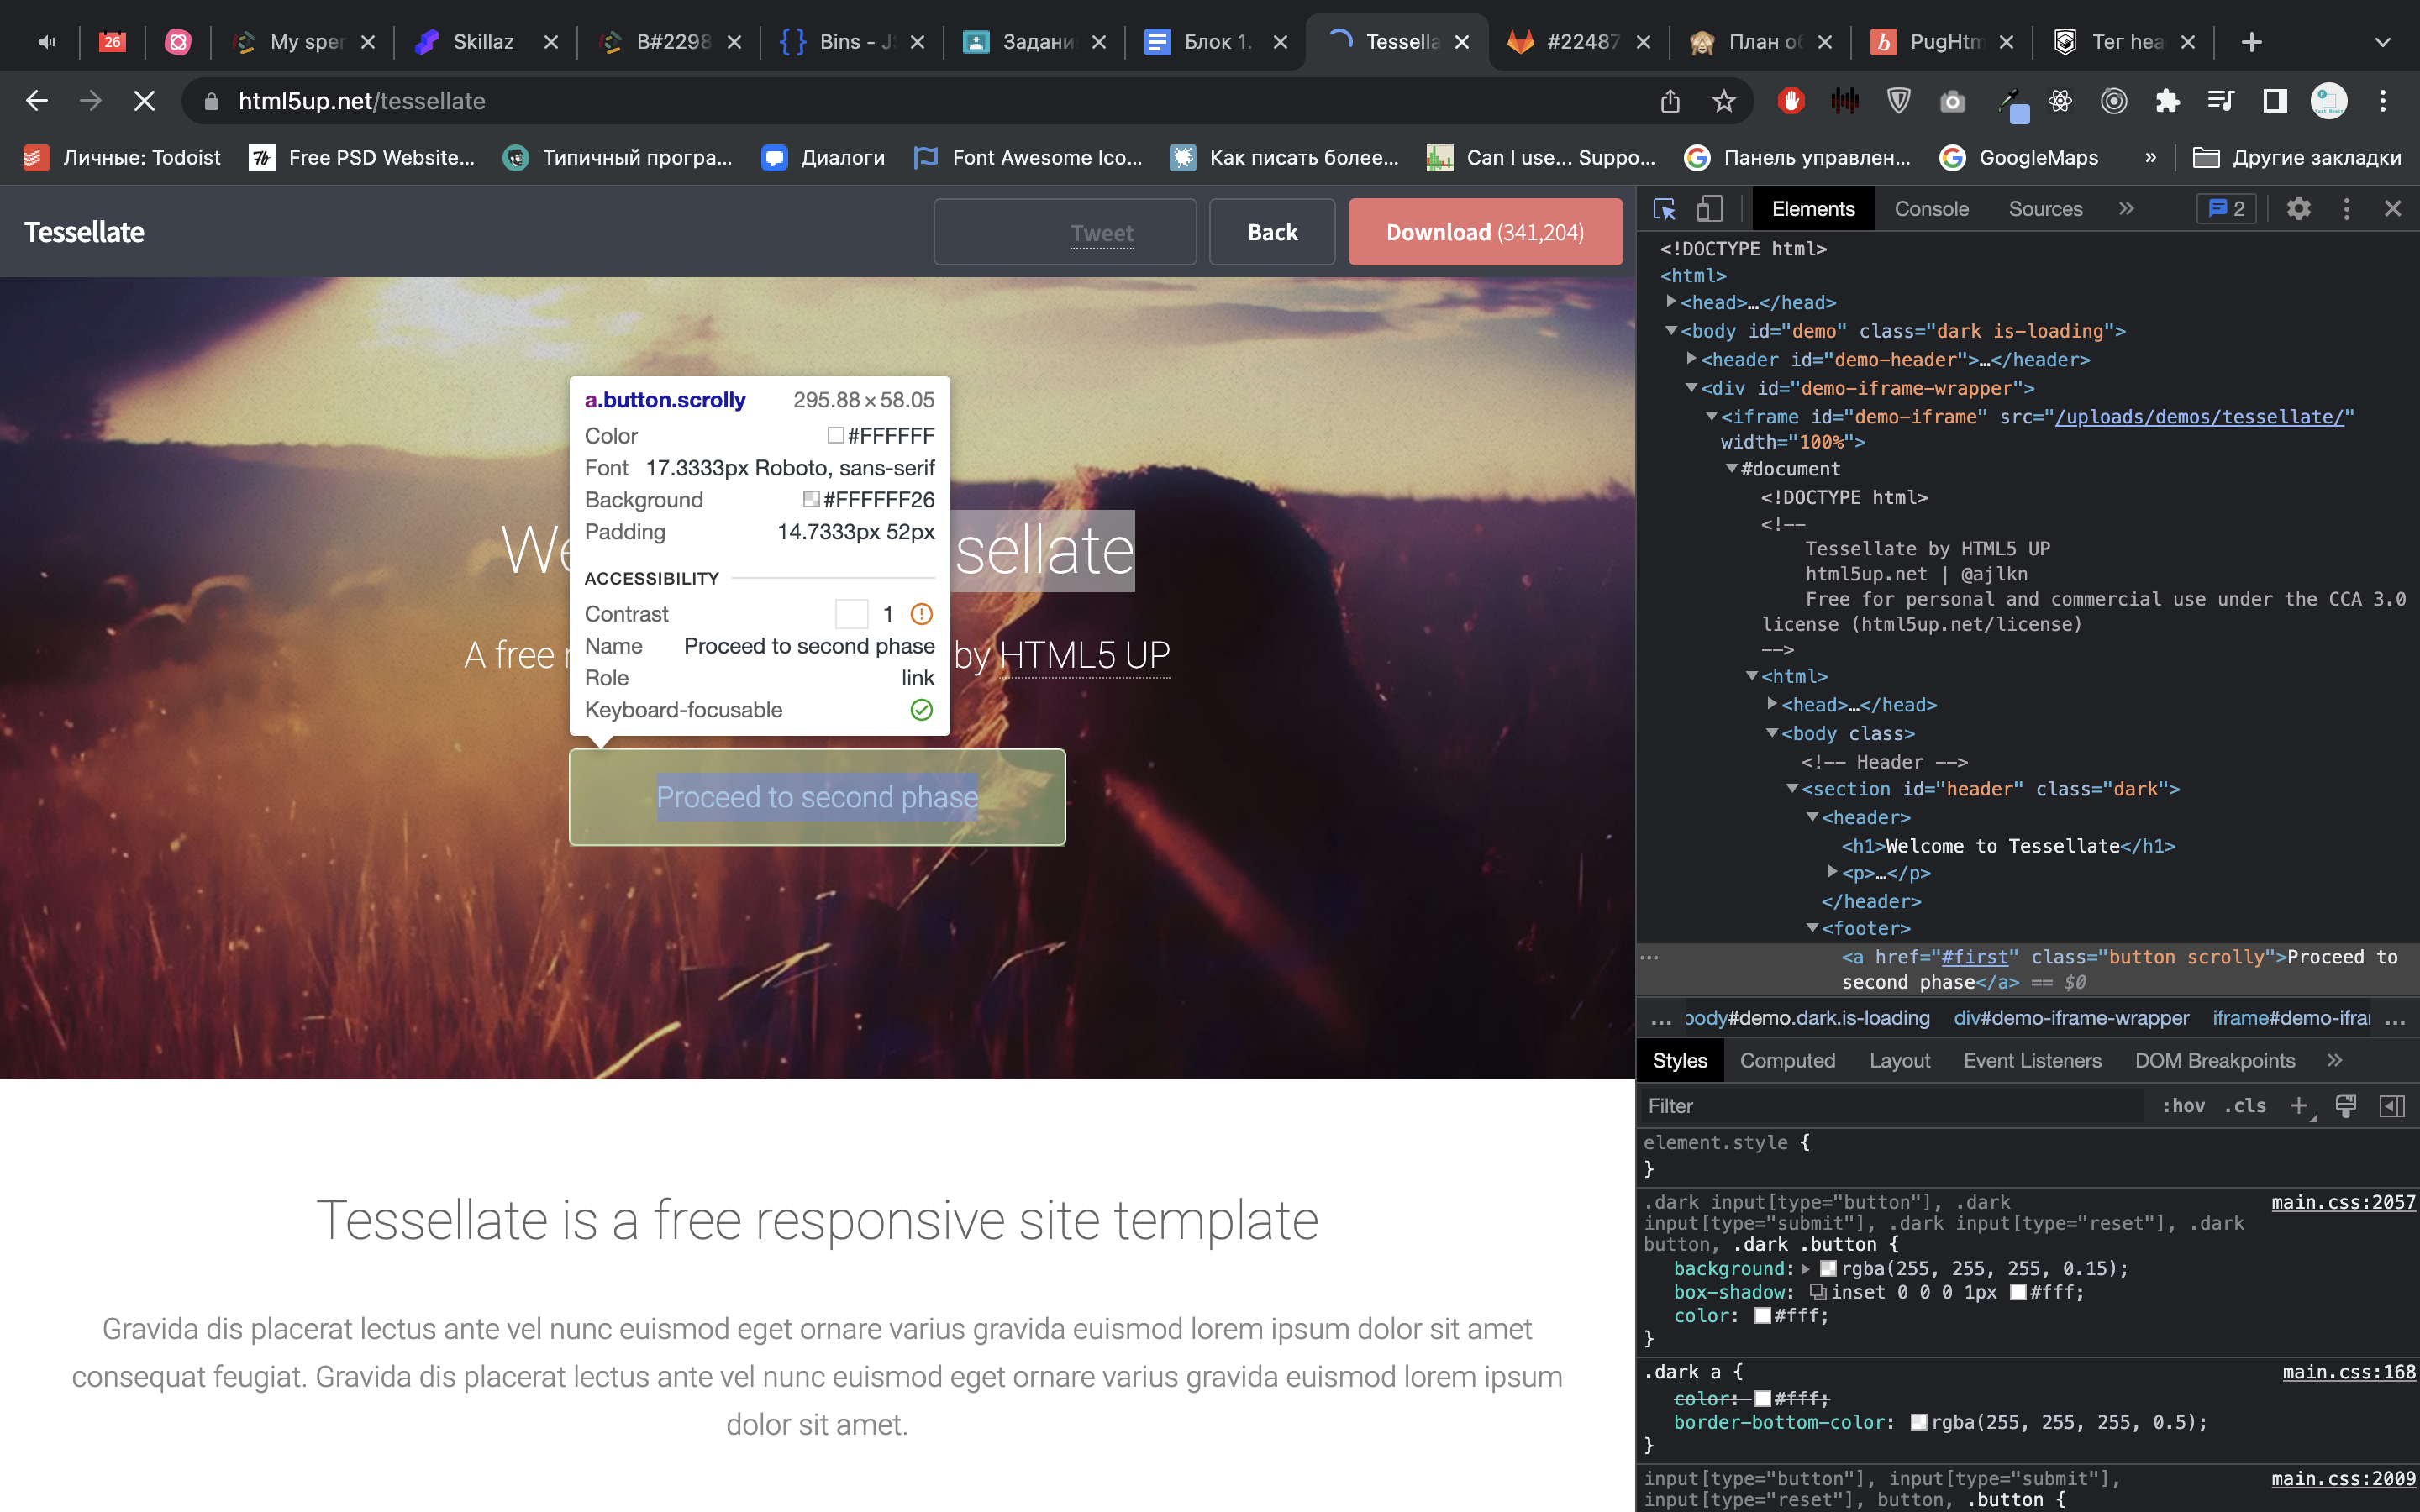 26
My sper
Skillaz
B#2298
Bins - JS
Задани
Блок 1.
Tessella
#22487
План об
PugHtm
Тег hea
html5up.net/tessellate
Личные: Todoist
Free PSD Website...
Типичный програ...
Диалоги
Font Awesome Ico...
Как писать более...
Can I use... Suppo...
Панель управлен...
GoogleMaps
»
Другие закладки
Tessellate
Tweet
Back
Download (341,204)
a.button.scrolly 295.88 × 58.05
Color #FFFFFF
Font 17.3333px Roboto, sans-serif
Background #FFFFFF26
Padding 14.7333px 52px
ACCESSIBILITY
Contrast 1
Name Proceed to second phase
Role link
Keyboard-focusable
We sellate
A free by HTML5 UP
Proceed to second phase
Tessellate is a free responsive site template
Gravida dis placerat lectus ante vel nunc euismod eget ornare varius gravida euismod lorem ipsum dolor sit amet
consequat feugiat. Gravida dis placerat lectus ante vel nunc euismod eget ornare varius gravida euismod lorem ipsum
dolor sit amet.
Elements
Console
Sources
»
2
<!DOCTYPE html>
<html>
<head>…</head>
<body id="demo" class="dark is-loading">
<header id="demo-header">…</header>
<div id="demo-iframe-wrapper">
<iframe id="demo-iframe" src="/uploads/demos/tessellate/"
width="100%">
#document
<!DOCTYPE html>
<!--
Tessellate by HTML5 UP
html5up.net | @ajlkn
Free for personal and commercial use under the CCA 3.0
license (html5up.net/license)
-->
<html>
<head>…</head>
<body class>
<!-- Header -->
<section id="header" class="dark">
<header>
<h1>Welcome to Tessellate</h1>
<p>…</p>
</header>
<footer>
<a href="#first" class="button scrolly">Proceed to
second phase</a> == $0
... body#demo.dark.is-loading div#demo-iframe-wrapper iframe#demo-ifra ...
Styles
Computed
Layout
Event Listeners
DOM Breakpoints
»
Filter
:hov
.cls
element.style {
}
.dark input[type="button"], .dark main.css:2057
input[type="submit"], .dark input[type="reset"], .dark
button, .dark .button {
background: rgba(255, 255, 255, 0.15);
box-shadow: inset 0 0 0 1px #fff;
color: #fff;
}
.dark a { main.css:168
color: #fff;
border-bottom-color: rgba(255, 255, 255, 0.5);
}
input[type="button"], input[type="submit"], main.css:2009
input[type="reset"], button, .button {